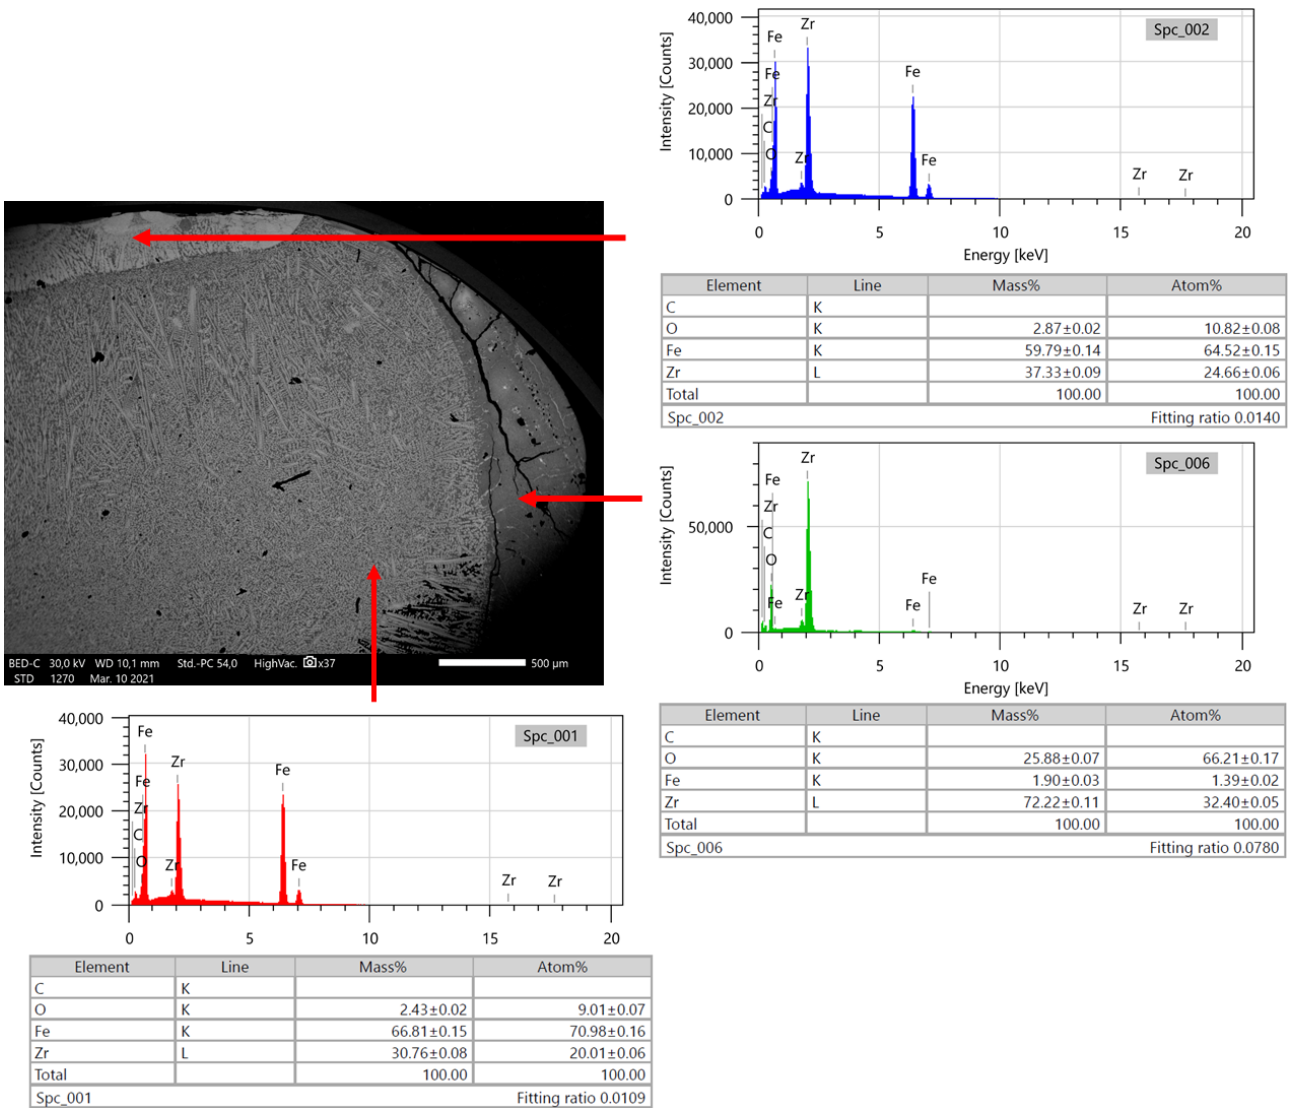 40,000
30,000
20,000
10,000
0
Intensity [Counts]
Spc_002
Fe
Zr
Fe
Zr
C
O
Zr
Fe
Fe
Zr
Zr
0
5
10
15
20
Energy [keV]
Element Line Mass% Atom%
C K
O K 2.87±0.02 10.82±0.08
Fe K 59.79±0.14 64.52±0.15
Zr L 37.33±0.09 24.66±0.06
Total 100.00 100.00
Spc_002 Fitting ratio 0.0140
50,000
0
Intensity [Counts]
Spc_006
Zr
Fe
Zr
C
O
Fe
Zr
Fe
Fe
Zr
Zr
0
5
10
15
20
Energy [keV]
Element Line Mass% Atom%
C K
O K 25.88±0.07 66.21±0.17
Fe K 1.90±0.03 1.39±0.02
Zr L 72.22±0.11 32.40±0.05
Total 100.00 100.00
Spc_006 Fitting ratio 0.0780
BED-C 30,0 kV WD 10,1 mm Std.-PC 54,0 HighVac. x37 500 µm
STD 1270 Mar. 10 2021
40,000
30,000
20,000
10,000
0
Intensity [Counts]
Spc_001
Fe
Zr
Fe
Fe
Zr
C
O
Zr
Fe
Zr
Zr
0
5
10
15
20
Element Line Mass% Atom%
C K
O K 2.43±0.02 9.01±0.07
Fe K 66.81±0.15 70.98±0.16
Zr L 30.76±0.08 20.01±0.06
Total 100.00 100.00
Spc_001 Fitting ratio 0.0109